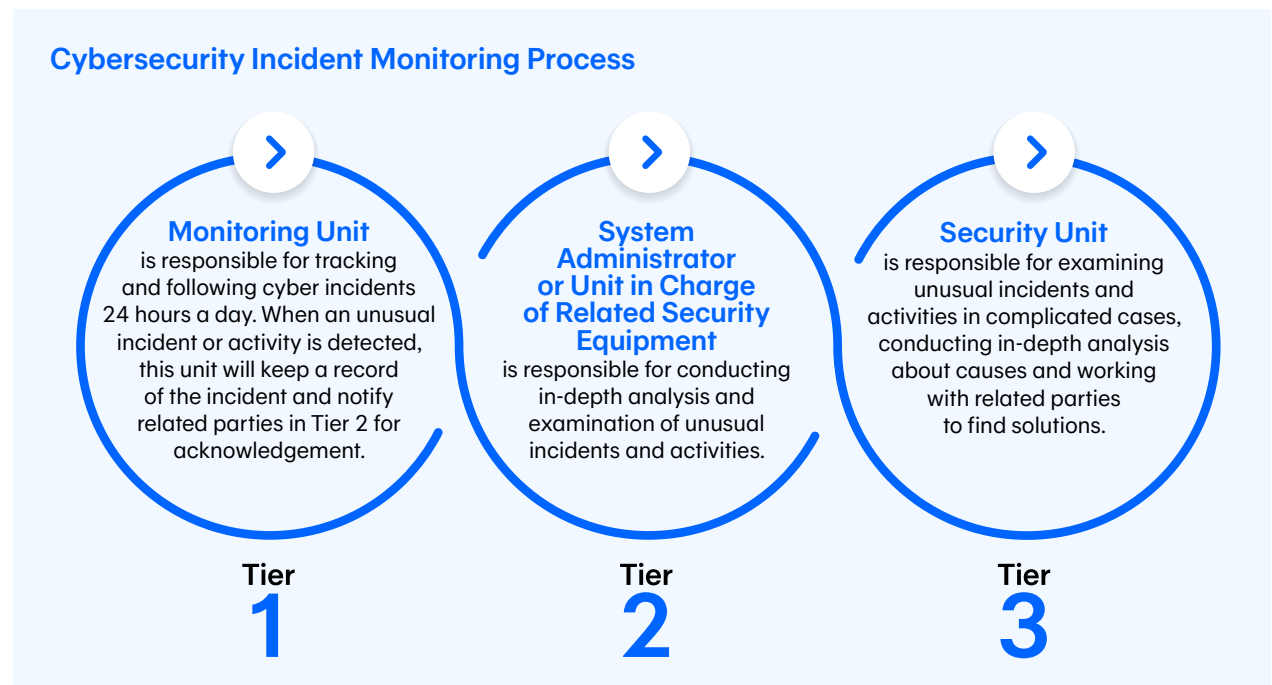 Cybersecurity Incident Monitoring Process
Monitoring Unit
is responsible for tracking
and following cyber incidents
24 hours a day. When an unusual
incident or activity is detected,
this unit will keep a record
of the incident and notify
related parties in Tier 2 for
acknowledgement.
Tier
1
System
Administrator
or Unit in Charge
of Related Security
Equipment
is responsible for conducting
in-depth analysis and
examination of unusual
incidents and activities.
Tier
2
Security Unit
is responsible for examining
unusual incidents and
activities in complicated cases,
conducting in-depth analysis
about causes and working
with related parties
to find solutions.
Tier
3